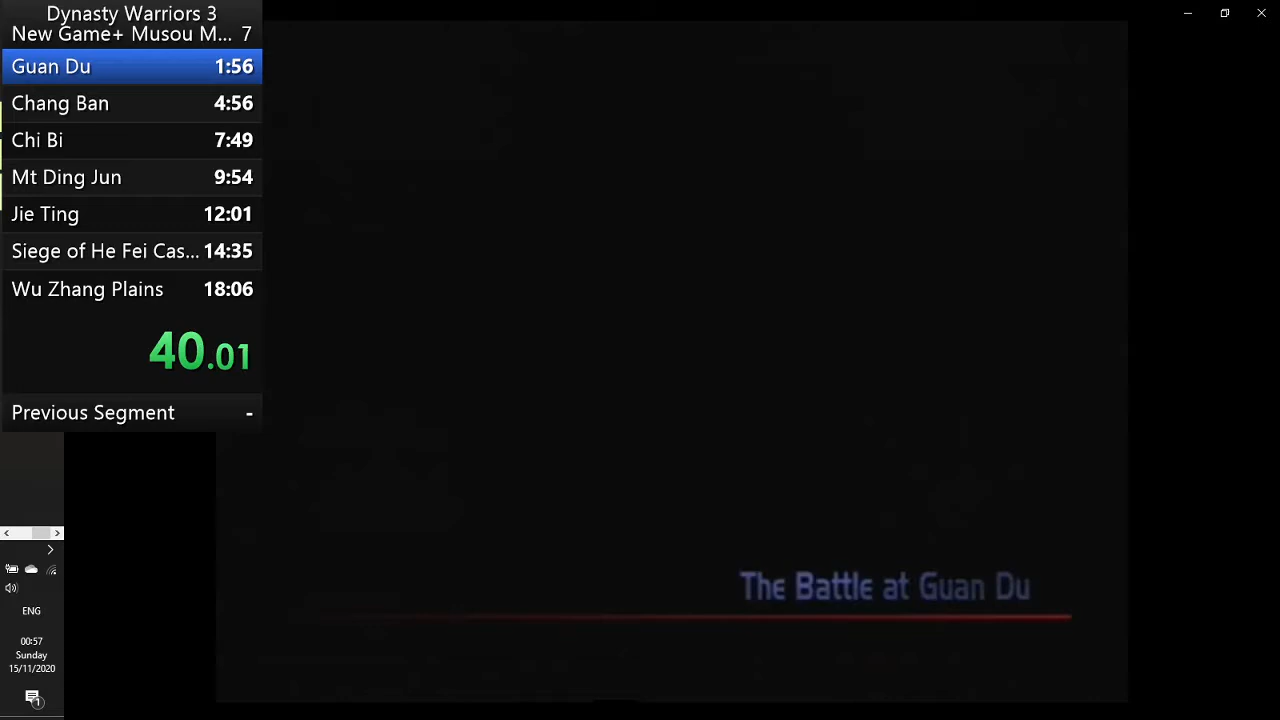 Dynasty Warriors 3
New Game+ Musou M... 7
Guan Du 1:56
Chang Ban 4:56
Chi Bi 7:49
Mt Ding Jun 9:54
Jie Ting 12:01
Siege of He Fei Cas... 14:35
Wu Zhang Plains 18:06
40.01
Previous Segment -
The Battle at Guan Du
ENG
00:57
Sunday
15/11/2020
1